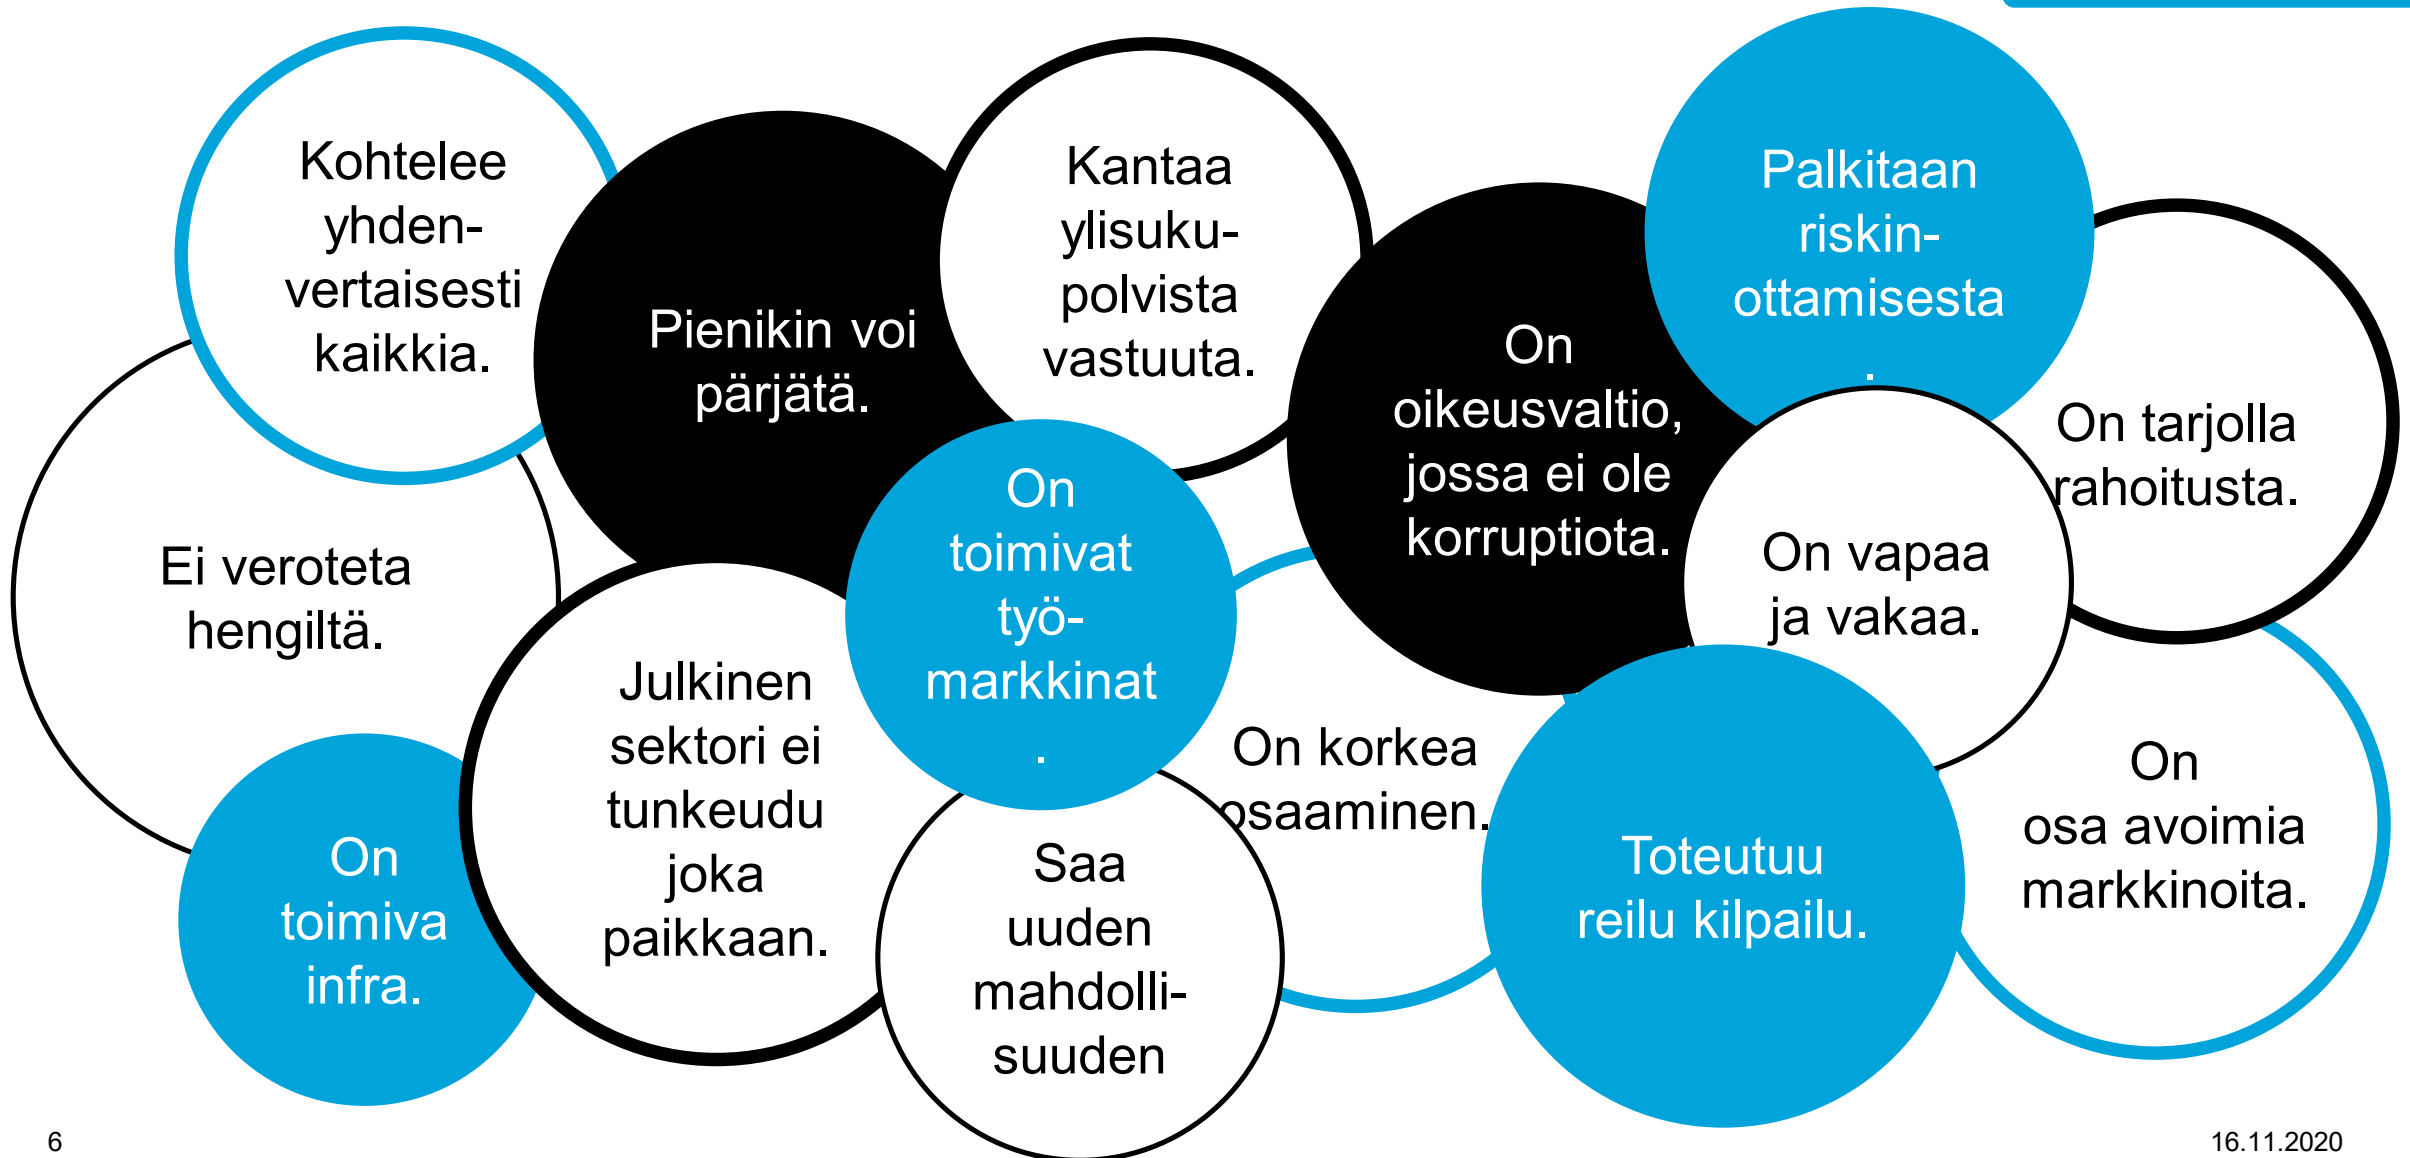 Kohtelee
yhden-
vertaisesti
kaikkia.
Pienikin voi
pärjätä.
Kantaa
ylisuku-
polvista
vastuuta.
On
oikeusvaltio,
jossa ei ole
korruptiota.
Palkitaan
riskin-
ottamisesta
.
On tarjolla
rahoitusta.
Ei veroteta
hengiltä.
On
toimivat
työ-
markkinat
.
On vapaa
ja vakaa.
On
toimiva
infra.
Julkinen
sektori ei
tunkeudu
joka
paikkaan.
Saa
uuden
mahdolli-
suuden
On korkea
osaaminen.
Toteutuu
reilu kilpailu.
On
osa avoimia
markkinoita.
6
16.11.2020